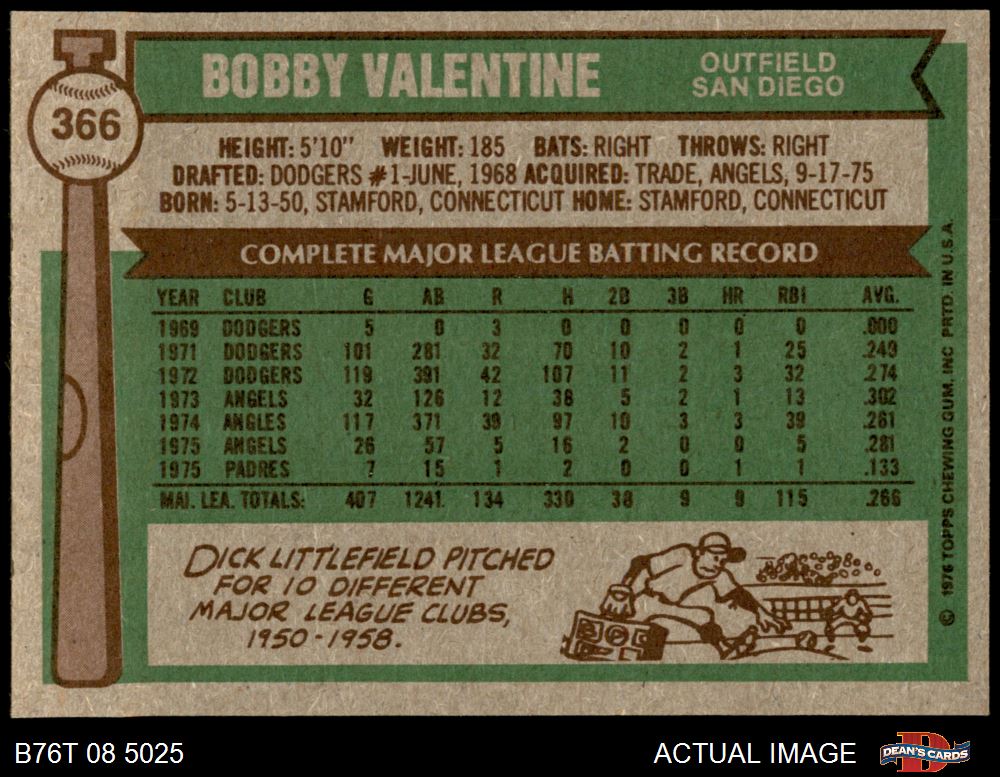 BOBBY VALENTINE
OUTFIELD
SAN DIEGO
366
HEIGHT: 5'10" WEIGHT: 185 BATS: RIGHT THROWS: RIGHT
DRAFTED: DODGERS #1-JUNE, 1968 ACQUIRED: TRADE, ANGELS, 9-17-75
BORN: 5-13-50, STAMFORD, CONNECTICUT HOME: STAMFORD, CONNECTICUT
COMPLETE MAJOR LEAGUE BATTING RECORD
YEAR CLUB G AB R H 2B 3B HR RBI AVG.
1969 DODGERS 5 0 3 0 0 0 0 0 .000
1971 DODGERS 101 281 32 70 10 2 1 25 .249
1972 DODGERS 119 391 42 107 11 2 3 32 .274
1973 ANGELS 32 126 12 38 5 2 1 13 .302
1974 ANGLES 117 371 39 97 10 3 3 39 .261
1975 ANGELS 26 57 5 16 2 0 0 5 .281
1975 PADRES 7 15 1 2 0 0 1 1 .133
MAJ. LEA. TOTALS: 407 1241 134 330 38 9 9 115 .266
DICK LITTLEFIELD PITCHED
FOR 10 DIFFERENT
MAJOR LEAGUE CLUBS,
1950-1958.
© 1976 TOPPS CHEWING GUM, INC PRTD. IN U.S.A.
B76T 08 5025
ACTUAL IMAGE
DEAN'S CARDS